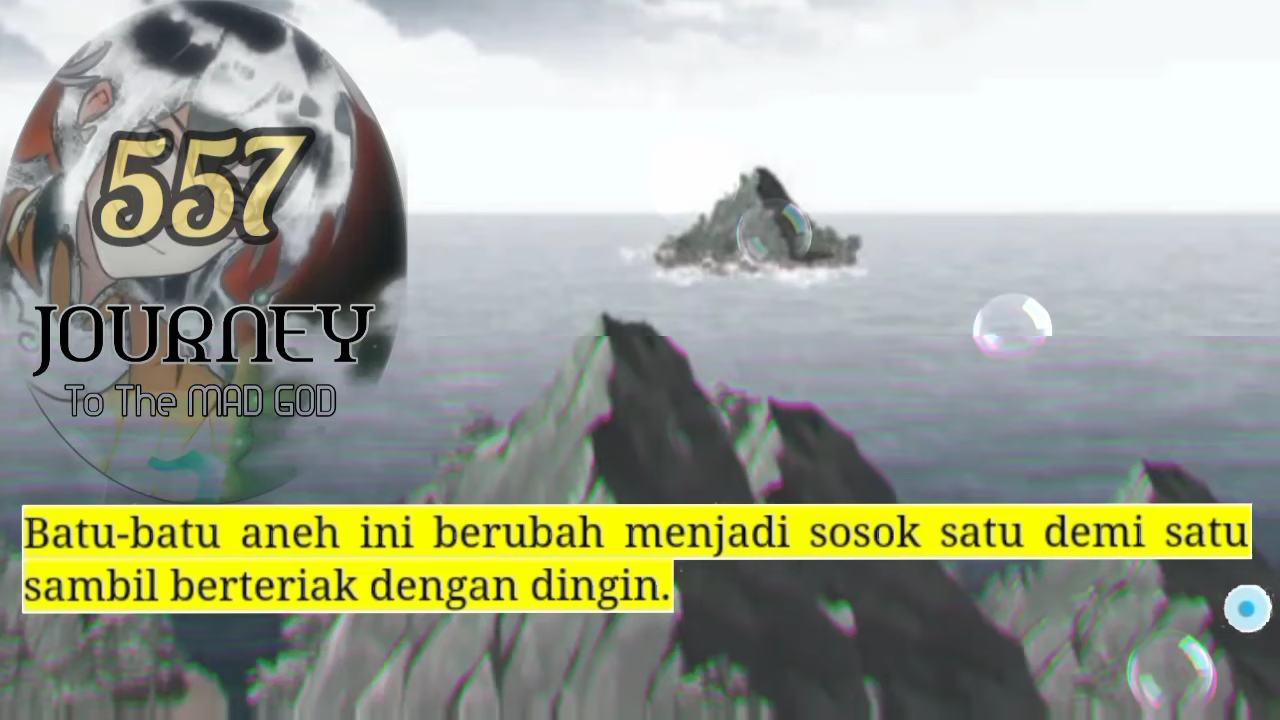 557
JOURNEY
To The MAD GOD
Batu-batu aneh ini berubah menjadi sosok satu demi satu
sambil berteriak dengan dingin.